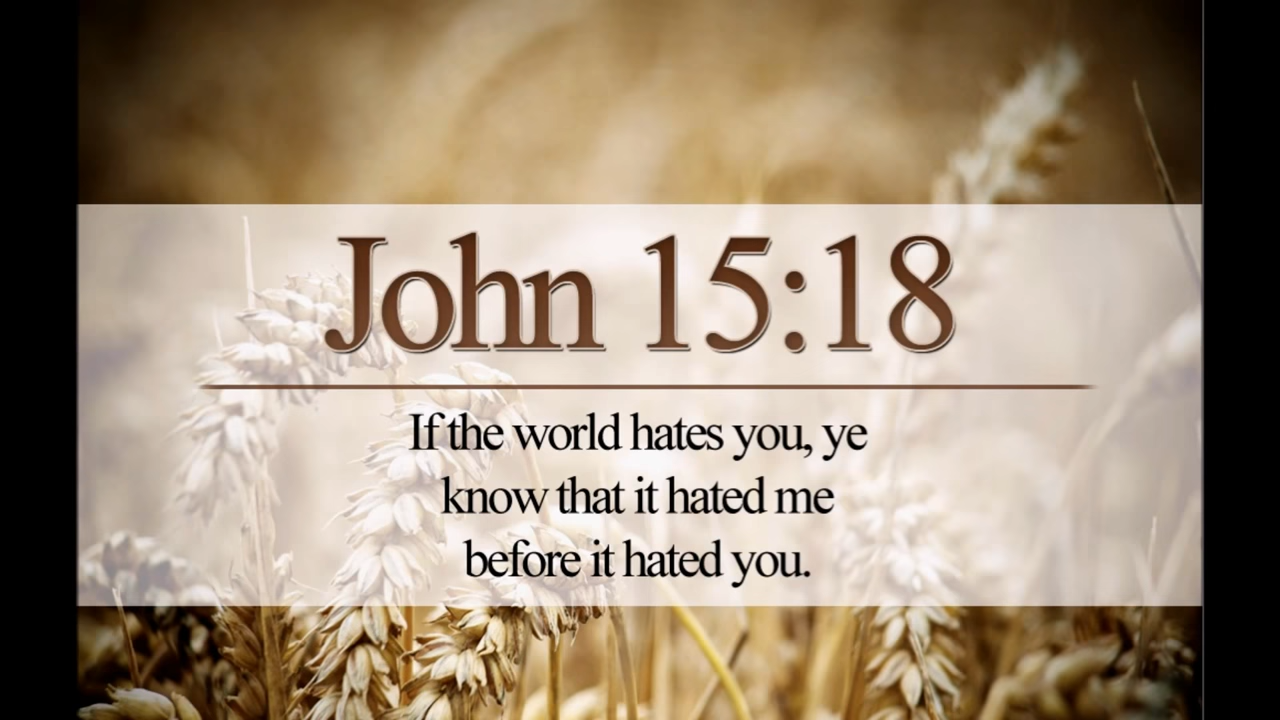 John 15:18
If the world hates you, ye
know that it hated me
before it hated you.